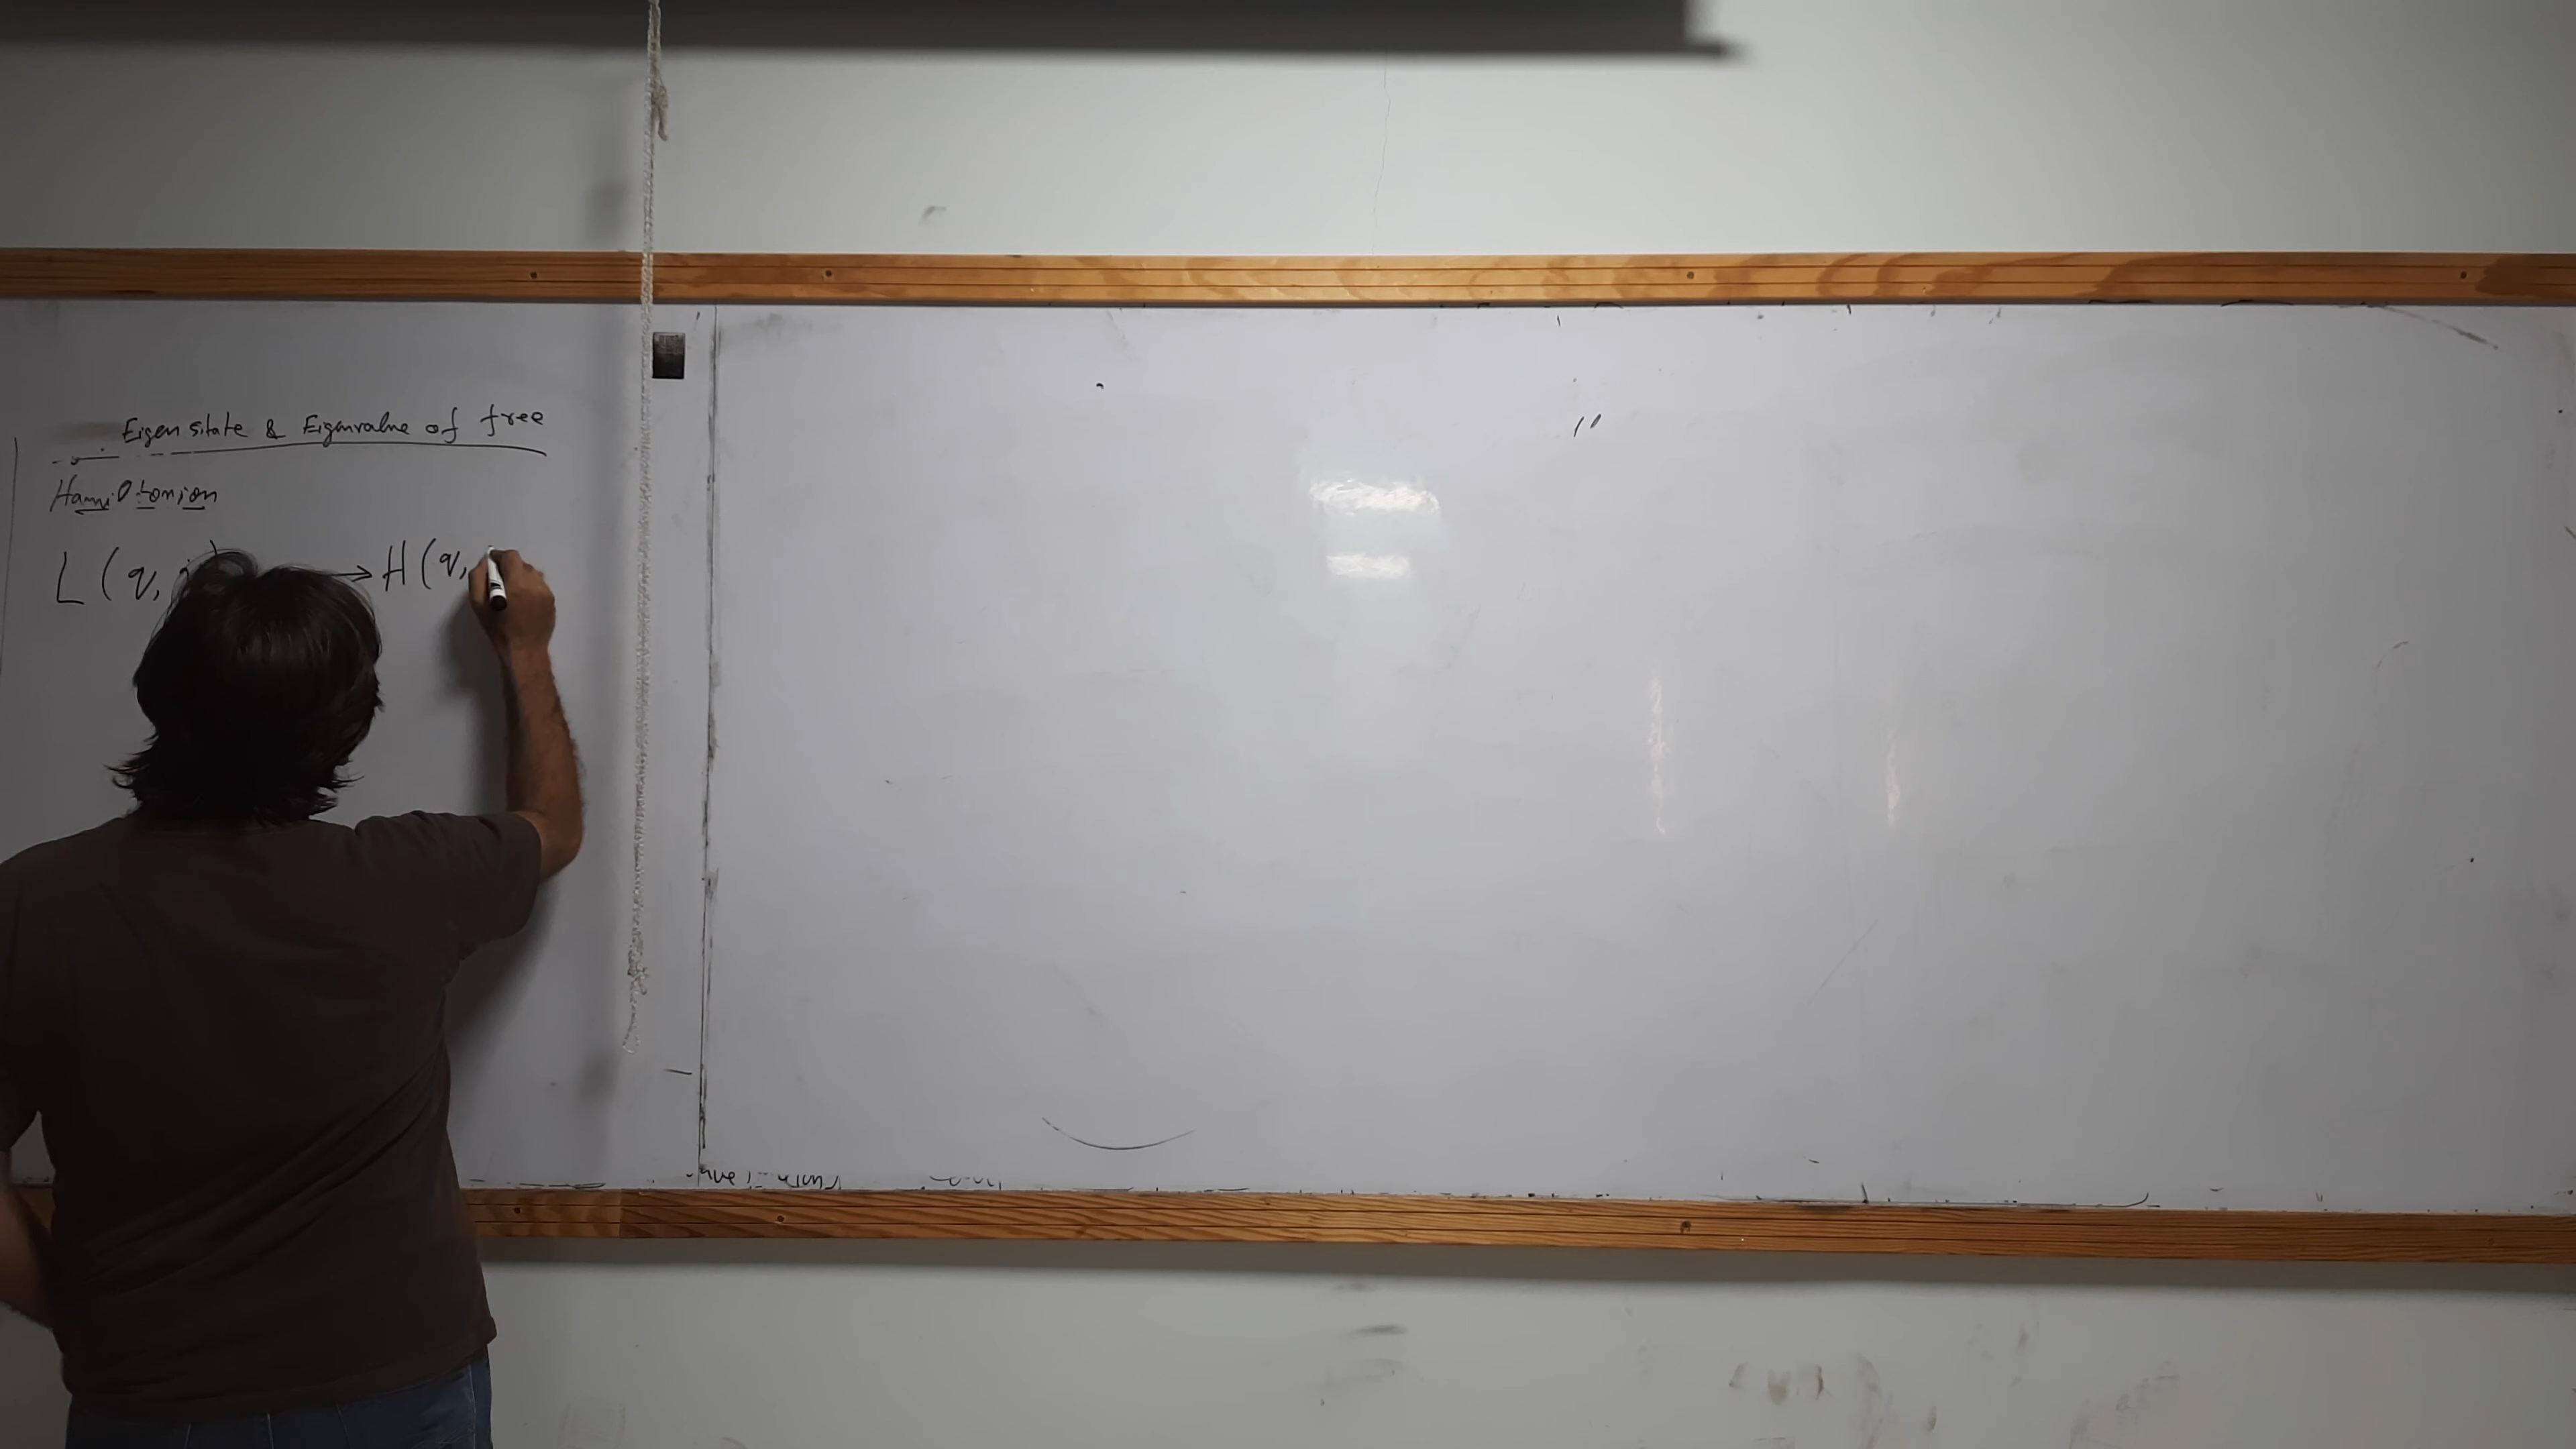 Eigen state & Eigenvalue of free
Hamiltonian
L (q, → H (q,